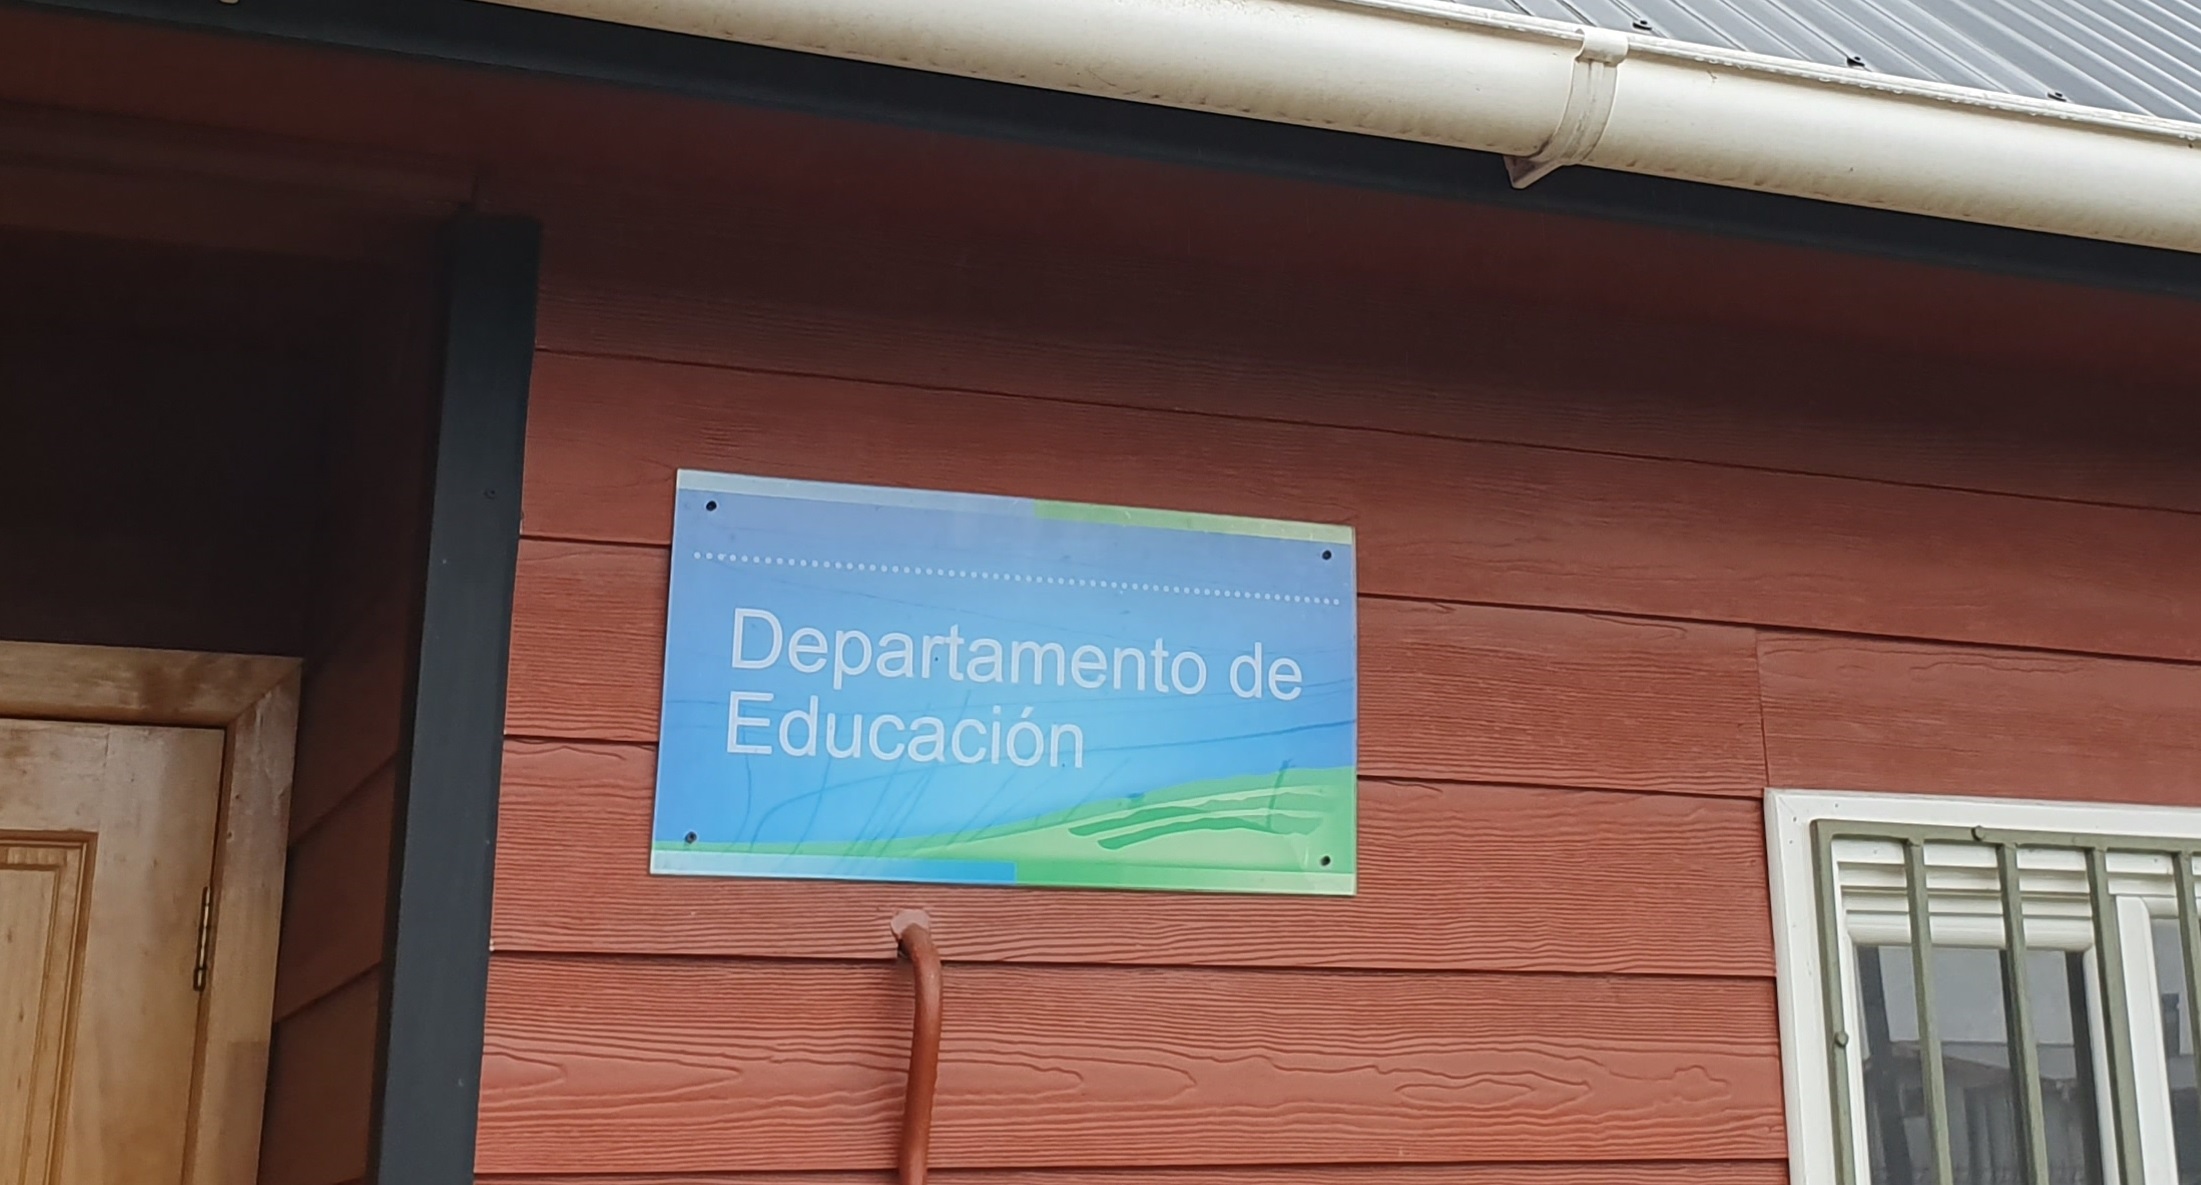 Departamento de
Educación